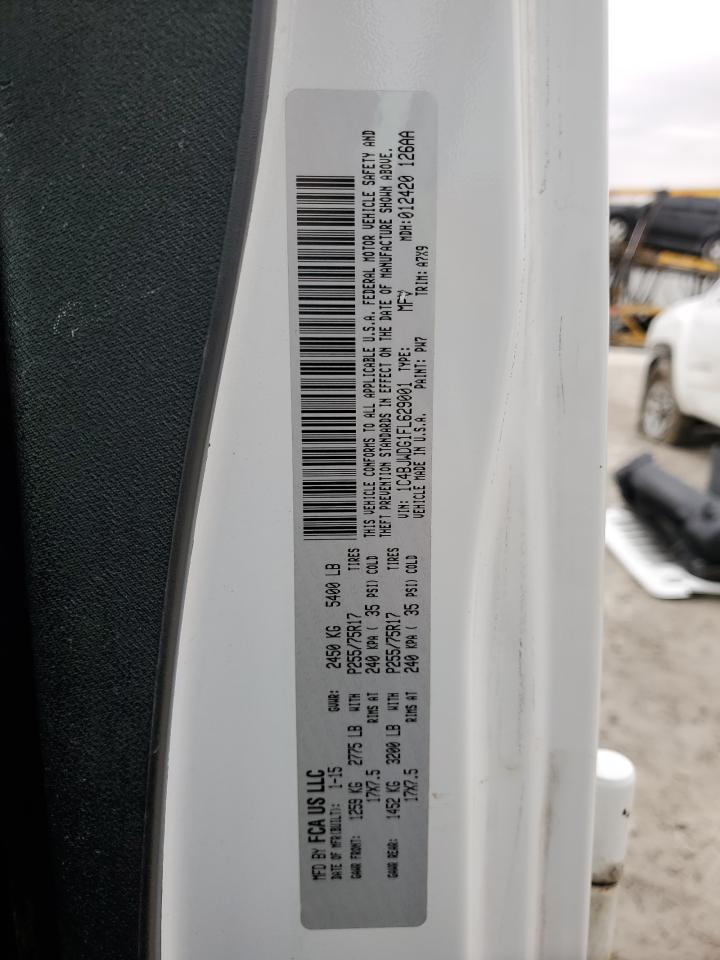 MFD BY FCA US LLC
DATE OF MFR(BUILT): 1-15 GVWR: 2450 KG 5400 LB
GAWR FRONT: 1259 KG 2775 LB WITH P255/75R17 TIRES
17X7.5 RIMS AT 240 KPA ( 35 PSI) COLD
GAWR REAR: 1452 KG 3200 LB WITH P255/75R17 TIRES
17X7.5 RIMS AT 240 KPA ( 35 PSI) COLD
THIS VEHICLE CONFORMS TO ALL APPLICABLE U.S.A. FEDERAL MOTOR VEHICLE SAFETY AND
THEFT PREVENTION STANDARDS IN EFFECT ON THE DATE OF MANUFACTURE SHOWN ABOVE.
VIN: 1C4BJWDG1FL629001 TYPE: MPV MDH:012420 126AA
VEHICLE MADE IN U.S.A. PAINT: PW7 TRIM: A7X9